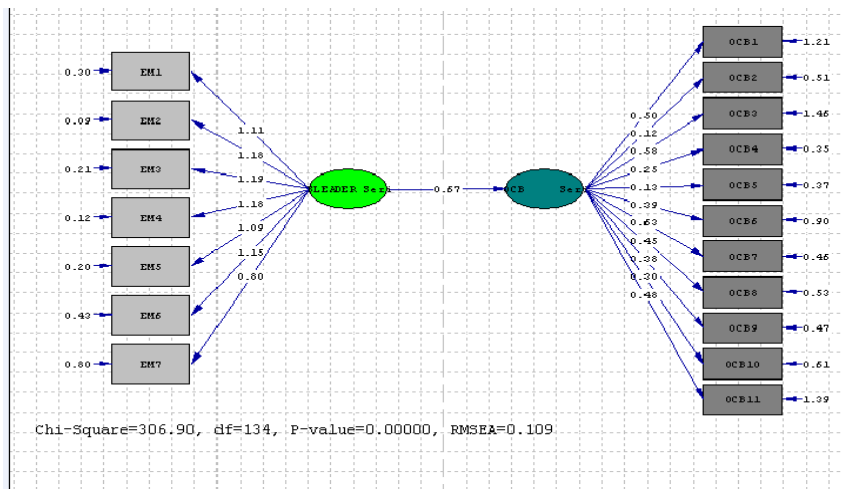 0.30 EM1
0.09 EM2
0.21 EM3
0.12 EM4
0.20 EM5
0.43 EM6
0.80 EM7
1.11
1.18
1.19
1.18
1.09
1.15
0.80
LEADER Ser
0.67
OCB Ser
0.50
0.12
0.58
0.25
0.13
0.39
0.53
0.45
0.38
0.30
0.48
OCB1 1.21
OCB2 0.51
OCB3 1.46
OCB4 0.35
OCB5 0.37
OCB6 0.90
OCB7 0.46
OCB8 0.53
OCB9 0.47
OCB10 0.61
OCB11 1.39
Chi-Square=306.90, df=134, P-value=0.00000, RMSEA=0.109